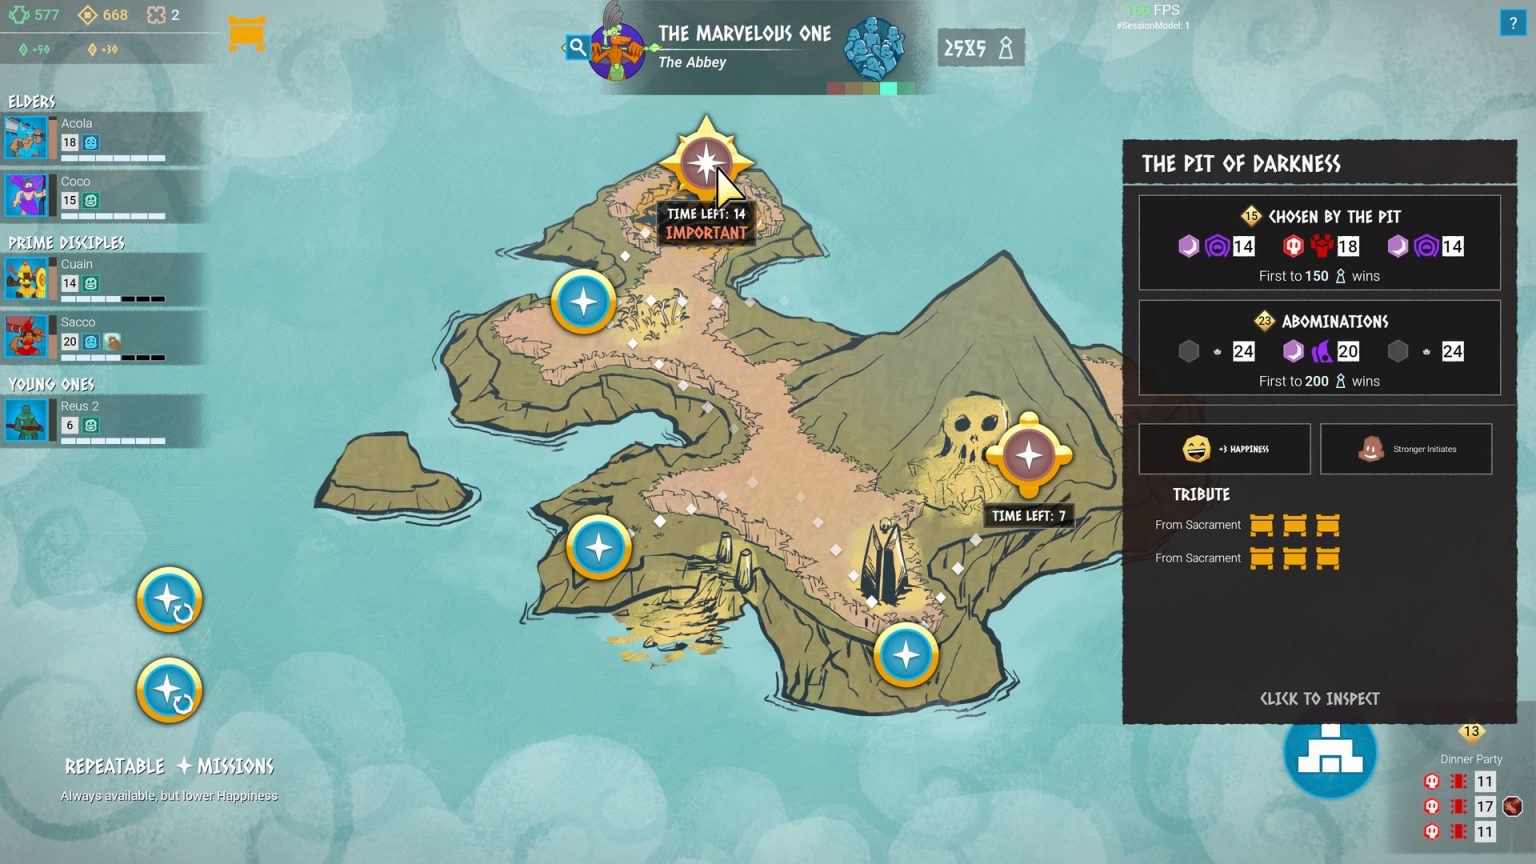 577 668 2
+50 +30
THE MARVELOUS ONE
The Abbey
2585
166 FPS
#SessionModel: 1
?
ELDERS
Acola
18
Coco
15
PRIME DISCIPLES
Cuain
14
Sacco
20
YOUNG ONES
Reus 2
6
TIME LEFT: 14
IMPORTANT
TIME LEFT: 7
REPEATABLE MISSIONS
Always available, but lower Happiness
THE PIT OF DARKNESS
15 CHOSEN BY THE PIT
14 18 14
First to 150 wins
23 ABOMINATIONS
24 20 24
First to 200 wins
+3 HAPPINESS
Stronger Initiates
TRIBUTE
From Sacrament
From Sacrament
CLICK TO INSPECT
13
Dinner Party
11
17
11